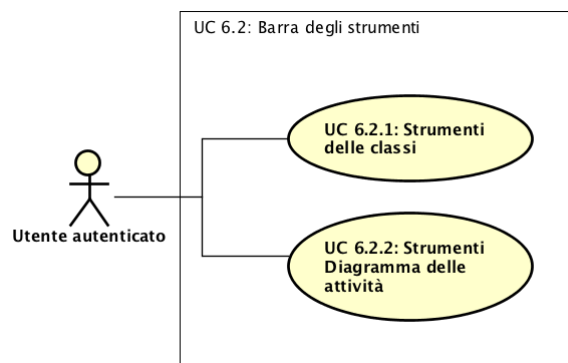 UC 6.2: Barra degli strumenti
UC 6.2.1: Strumenti
delle classi
Utente autenticato
UC 6.2.2: Strumenti
Diagramma delle
attività